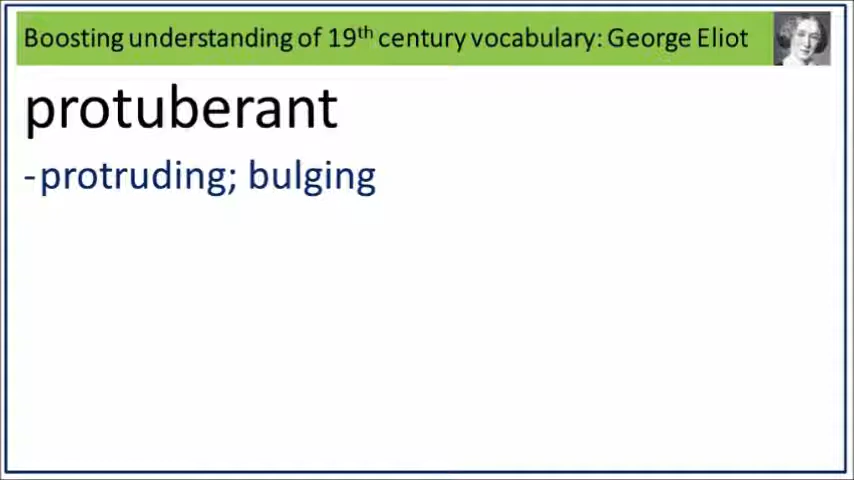 Boosting understanding of 19th century vocabulary: George Eliot
protuberant
-protruding; bulging